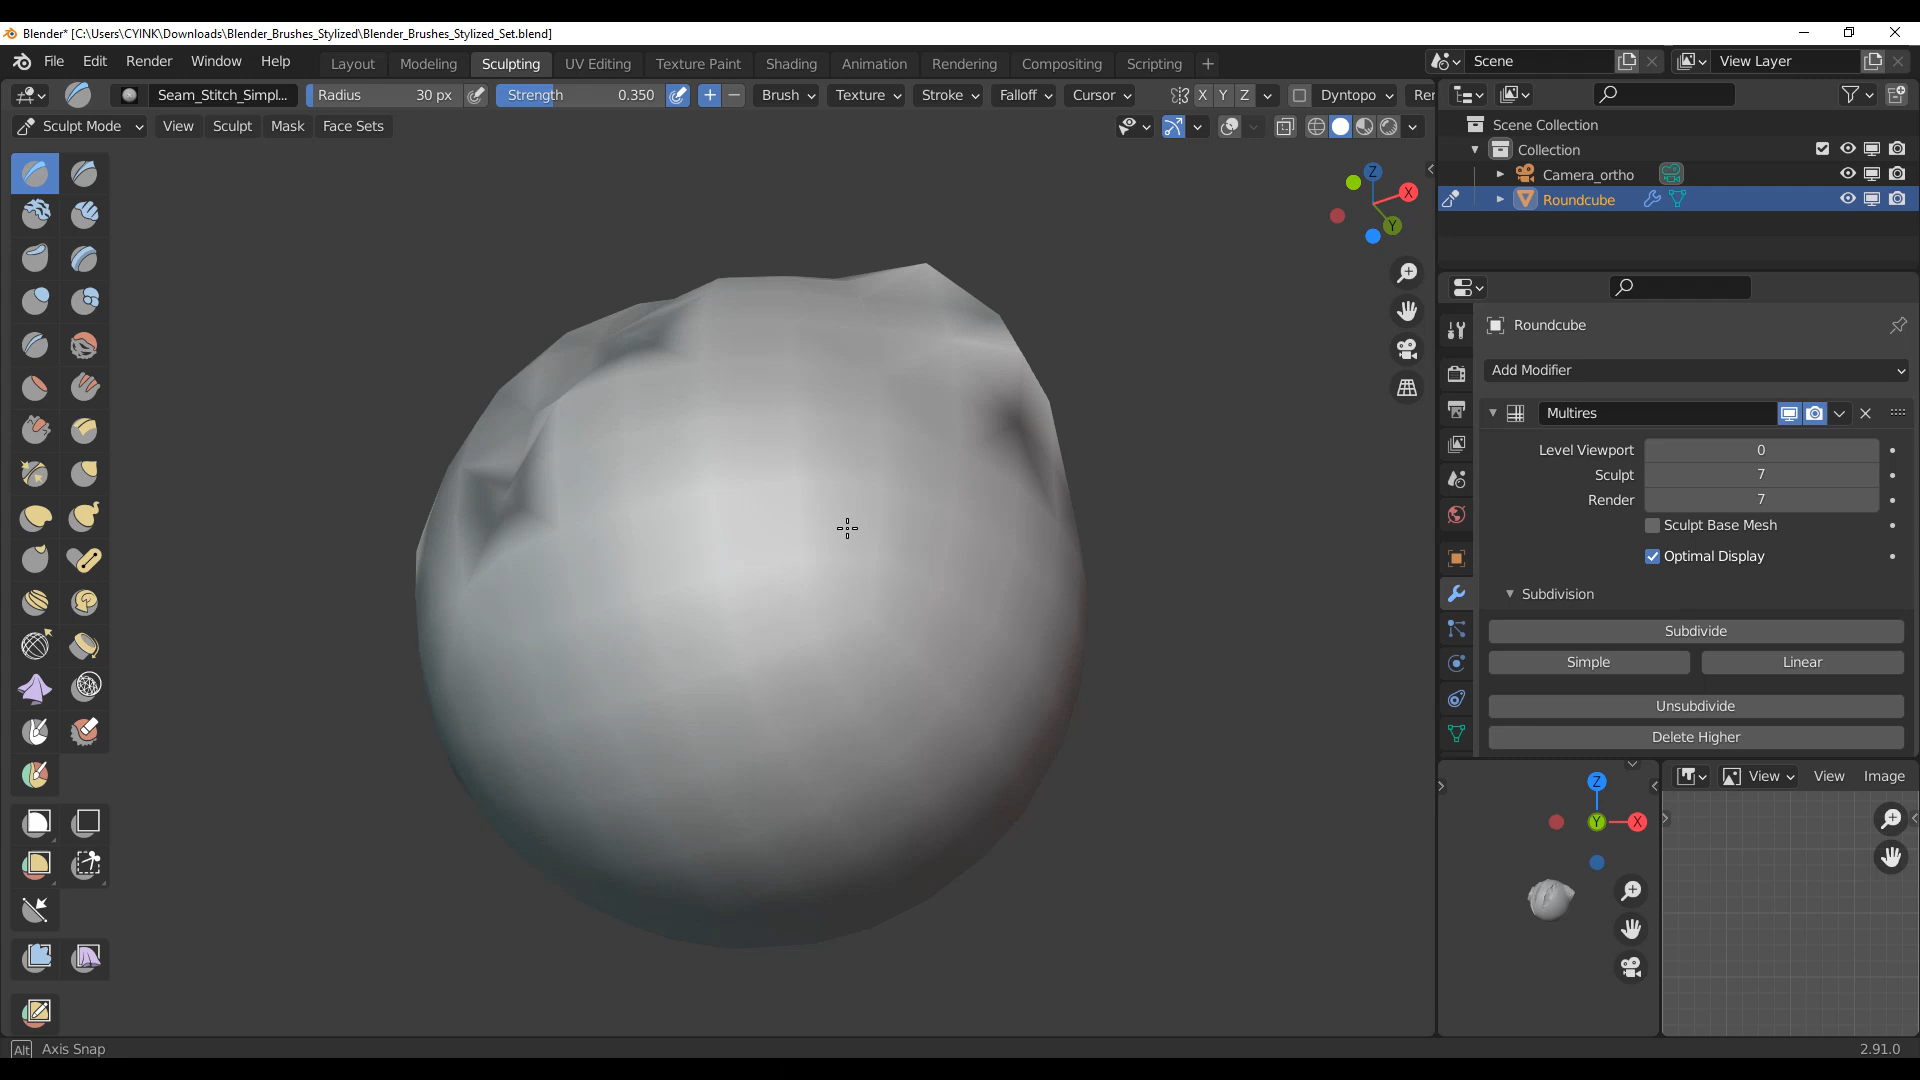 Blender* [C:\Users\CYINK\Downloads\Blender_Brushes_Stylized\Blender_Brushes_Stylized_Set.blend]
File Edit Render Window Help Layout Modeling Sculpting UV Editing Texture Paint Shading Animation Rendering Compositing Scripting + Scene View Layer
Seam_Stitch_Simpl... Radius 30 px Strength 0.350 + − Brush Texture Stroke Falloff Cursor X Y Z Dyntopo Rer
Sculpt Mode View Sculpt Mask Face Sets
Scene Collection
Collection
Camera_ortho
Roundcube
Z
X
Y
Roundcube
Add Modifier
Multires
Level Viewport 0
Sculpt 7
Render 7
Sculpt Base Mesh
Optimal Display
Subdivision
Subdivide
Simple Linear
Unsubdivide
Delete Higher
View View Image
Z
Y X
Alt Axis Snap 2.91.0